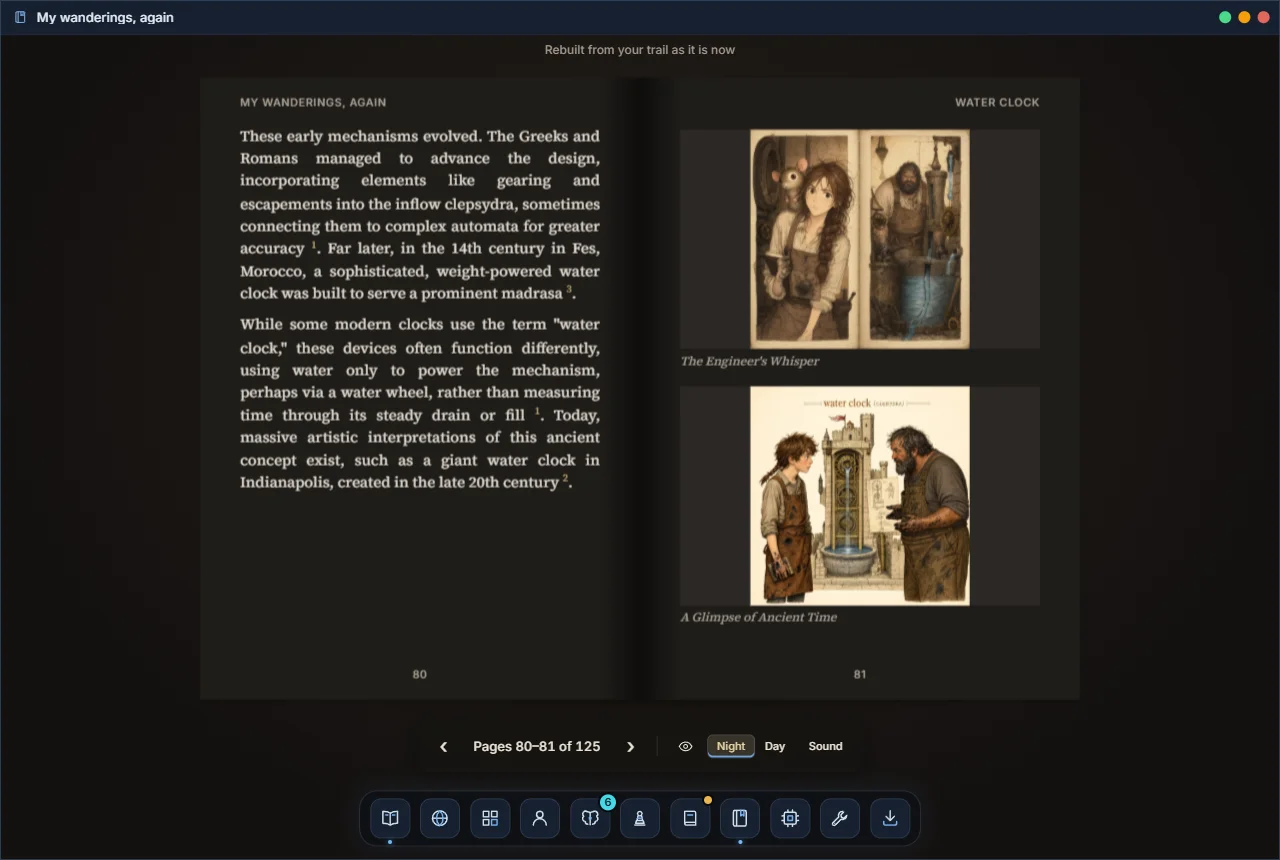 My wanderings, again
Rebuilt from your trail as it is now
MY WANDERINGS, AGAIN
These early mechanisms evolved. The Greeks and
Romans managed to advance the design,
incorporating elements like gearing and
escapements into the inflow clepsydra, sometimes
connecting them to complex automata for greater
accuracy 1. Far later, in the 14th century in Fes,
Morocco, a sophisticated, weight-powered water
clock was built to serve a prominent madrasa 3.
While some modern clocks use the term "water
clock," these devices often function differently,
using water only to power the mechanism,
perhaps via a water wheel, rather than measuring
time through its steady drain or fill 1. Today,
massive artistic interpretations of this ancient
concept exist, such as a giant water clock in
Indianapolis, created in the late 20th century 2.
80
WATER CLOCK
The Engineer's Whisper
water clock
A Glimpse of Ancient Time
81
Pages 80–81 of 125
Night
Day
Sound
6